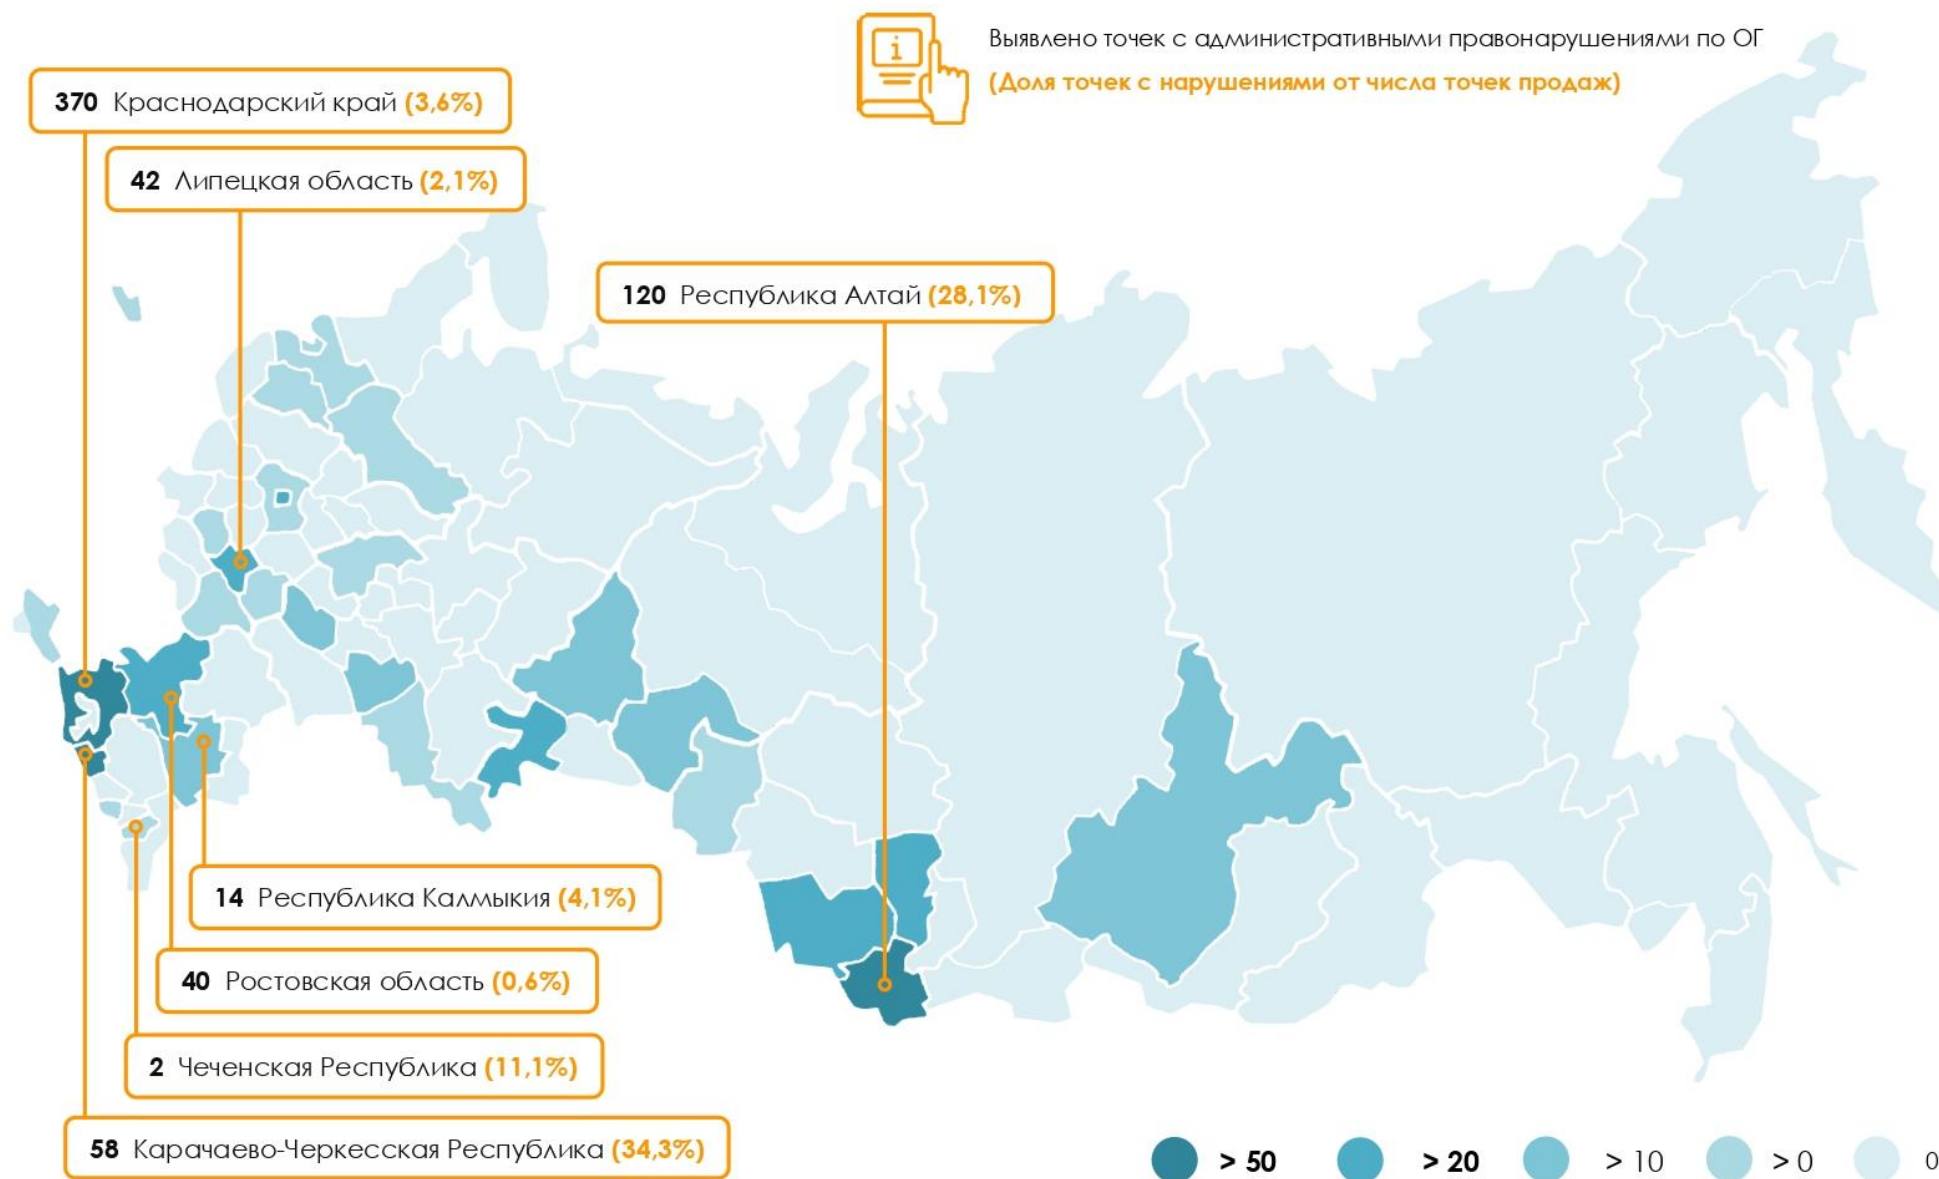 Выявлено точек с административными правонарушениями по ОГ
(Доля точек с нарушениями от числа точек продаж)
370 Краснодарский край (3,6%)
42 Липецкая область (2,1%)
120 Республика Алтай (28,1%)
14 Республика Калмыкия (4,1%)
40 Ростовская область (0,6%)
2 Чеченская Республика (11,1%)
58 Карачаево-Черкесская Республика (34,3%)
> 50 > 20 > 10 > 0 0